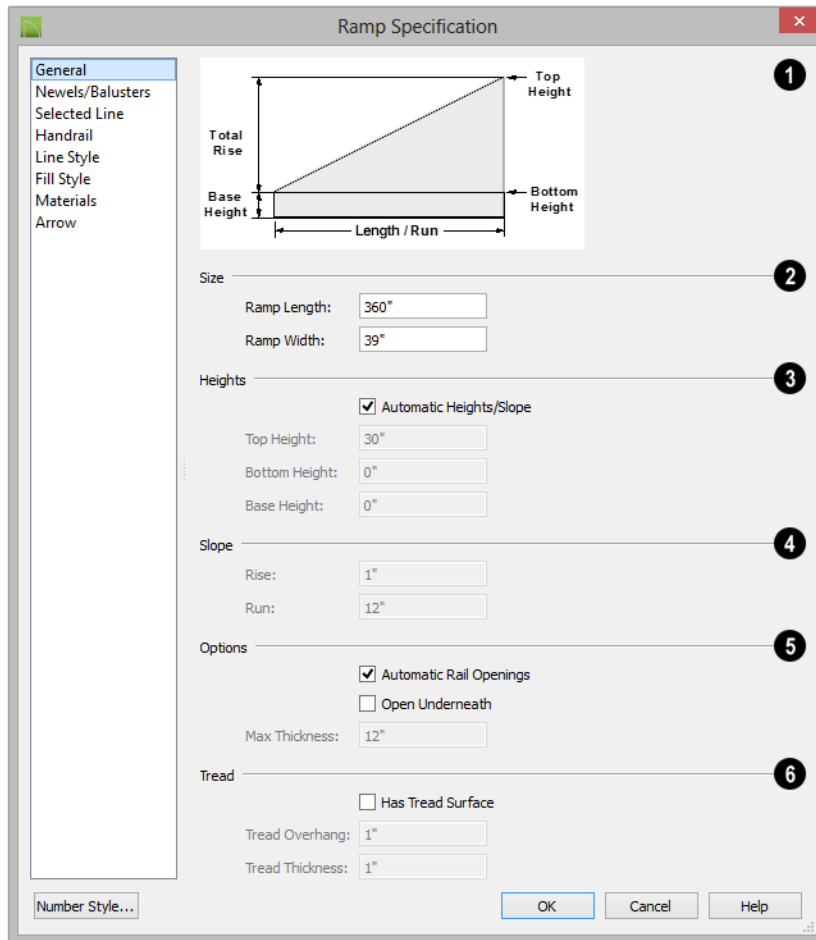 Ramp Specification
General
Newels/Balusters
Selected Line
Handrail
Line Style
Fill Style
Materials
Arrow
1
Top
Height
Total
Rise
Base
Height
Bottom
Height
Length / Run
Size
2
Ramp Length: 360"
Ramp Width: 39"
Heights
3
Automatic Heights/Slope
Top Height: 30"
Bottom Height: 0"
Base Height: 0"
Slope
4
Rise: 1"
Run: 12"
Options
5
Automatic Rail Openings
Open Underneath
Max Thickness: 12"
Tread
6
Has Tread Surface
Tread Overhang: 1"
Tread Thickness: 1"
Number Style... OK Cancel Help